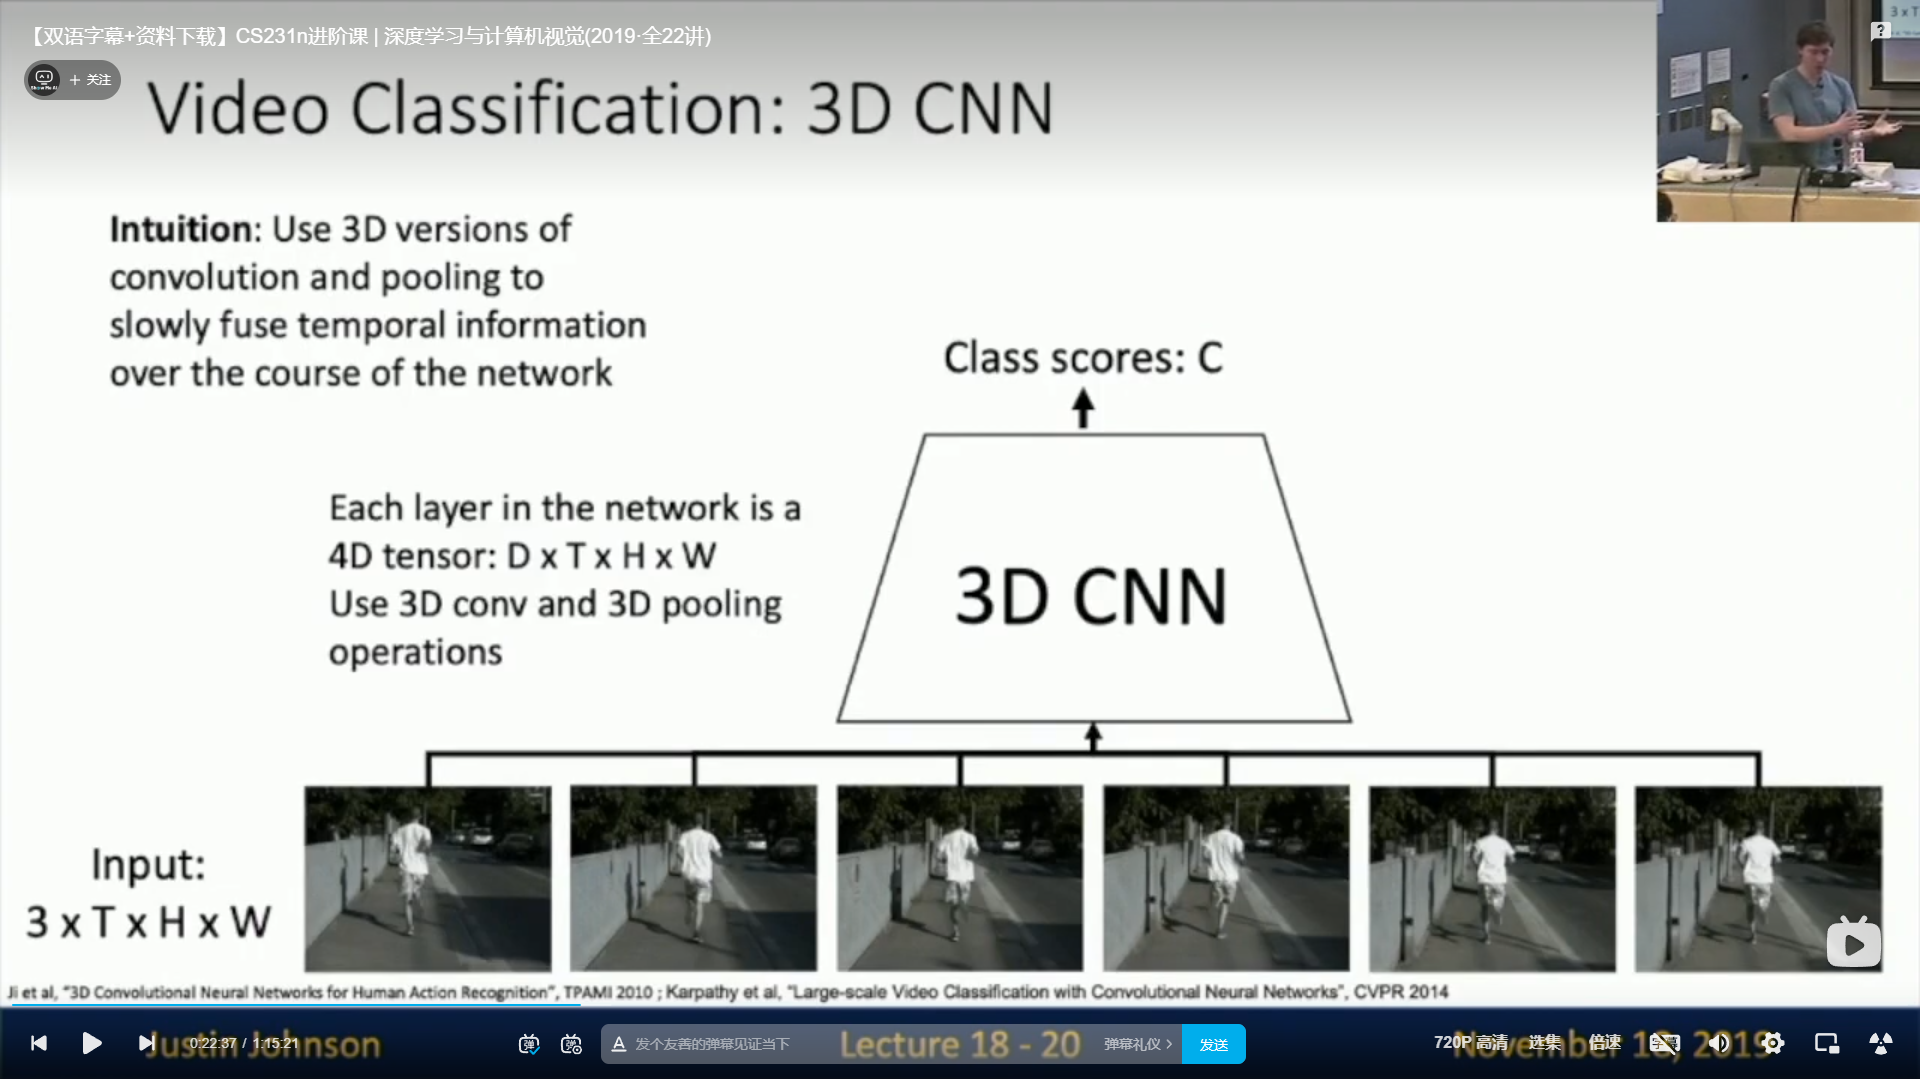 【双语字幕+资料下载】CS231n进阶课 | 深度学习与计算机视觉(2019·全22讲)
+ 关注
Video Classification: 3D CNN
3 x T
Intuition: Use 3D versions of
convolution and pooling to
slowly fuse temporal information
over the course of the network
Class scores: C
Each layer in the network is a
4D tensor: D x T x H x W
Use 3D conv and 3D pooling
operations
3D CNN
Input:
3 x T x H x W
Ji et al, "3D Convolutional Neural Networks for Human Action Recognition", TPAMI 2010 ; Karpathy et al, "Large-scale Video Classification with Convolutional Neural Networks", CVPR 2014
Justin Johnson
0:22:37 / 1:15:21
弹
弹
A 发个友善的弹幕见证当下
弹幕礼仪 >
发送
Lecture 18 - 20
720P 高清
选集
倍速
字幕
November 18, 2019